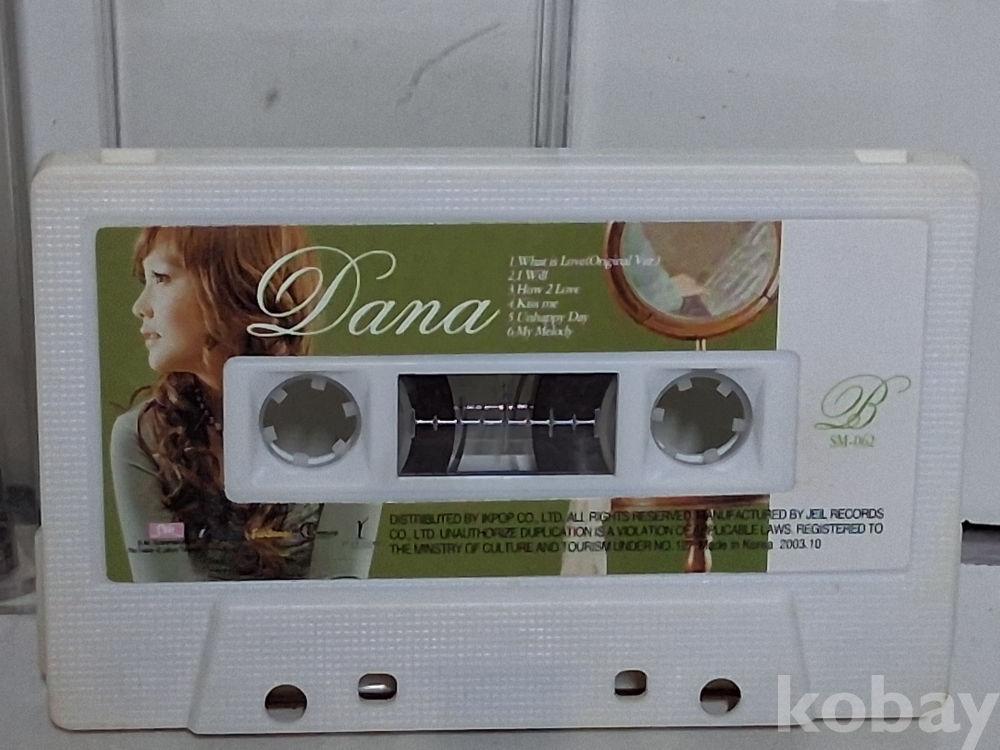 Dana
1.What is Love(Original Ver.)
2.I Will
3.How 2 Love
4.Kiss me
5.Unhappy Day
6.My Melody
B
SM-062
DISTRIBUTED BY IKPOP CO., LTD. ALL RIGHTS RESERVED. MANUFACTURED BY JEIL RECORDS
CO., LTD. UNAUTHORIZE DUPLICATION IS A VIOLATION OF APPLICABLE LAWS. REGISTERED TO
THE MINISTRY OF CULTURE AND TOURISM UNDER NO. Made in Korea 2003.10
kobay